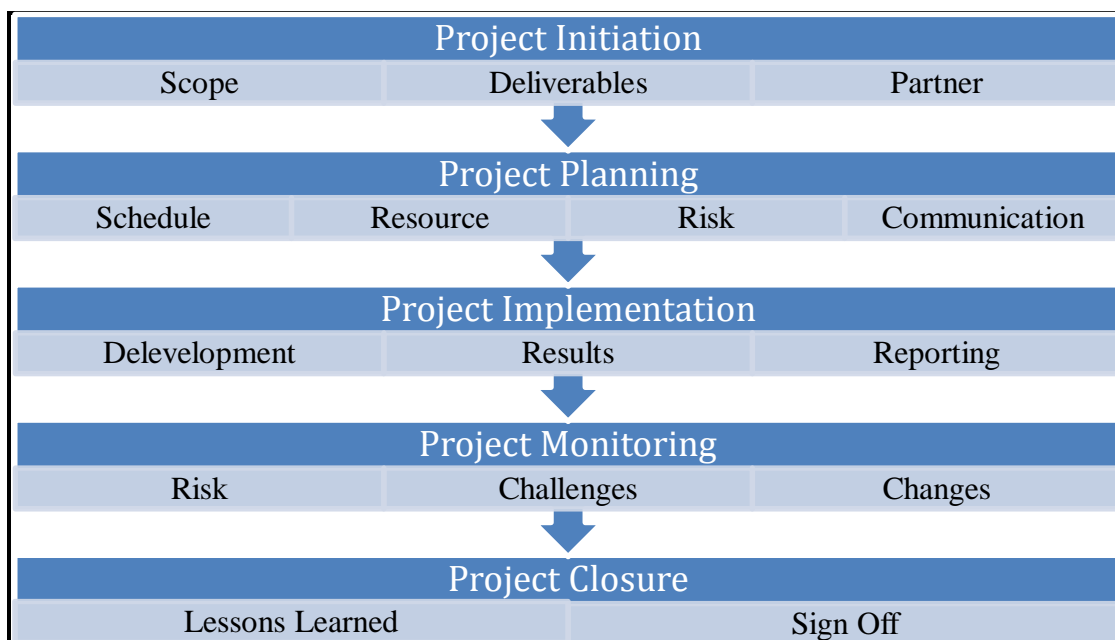 Project Initiation
Scope Deliverables Partner
Project Planning
Schedule Resource Risk Communication
Project Implementation
Delevelopment Results Reporting
Project Monitoring
Risk Challenges Changes
Project Closure
Lessons Learned Sign Off